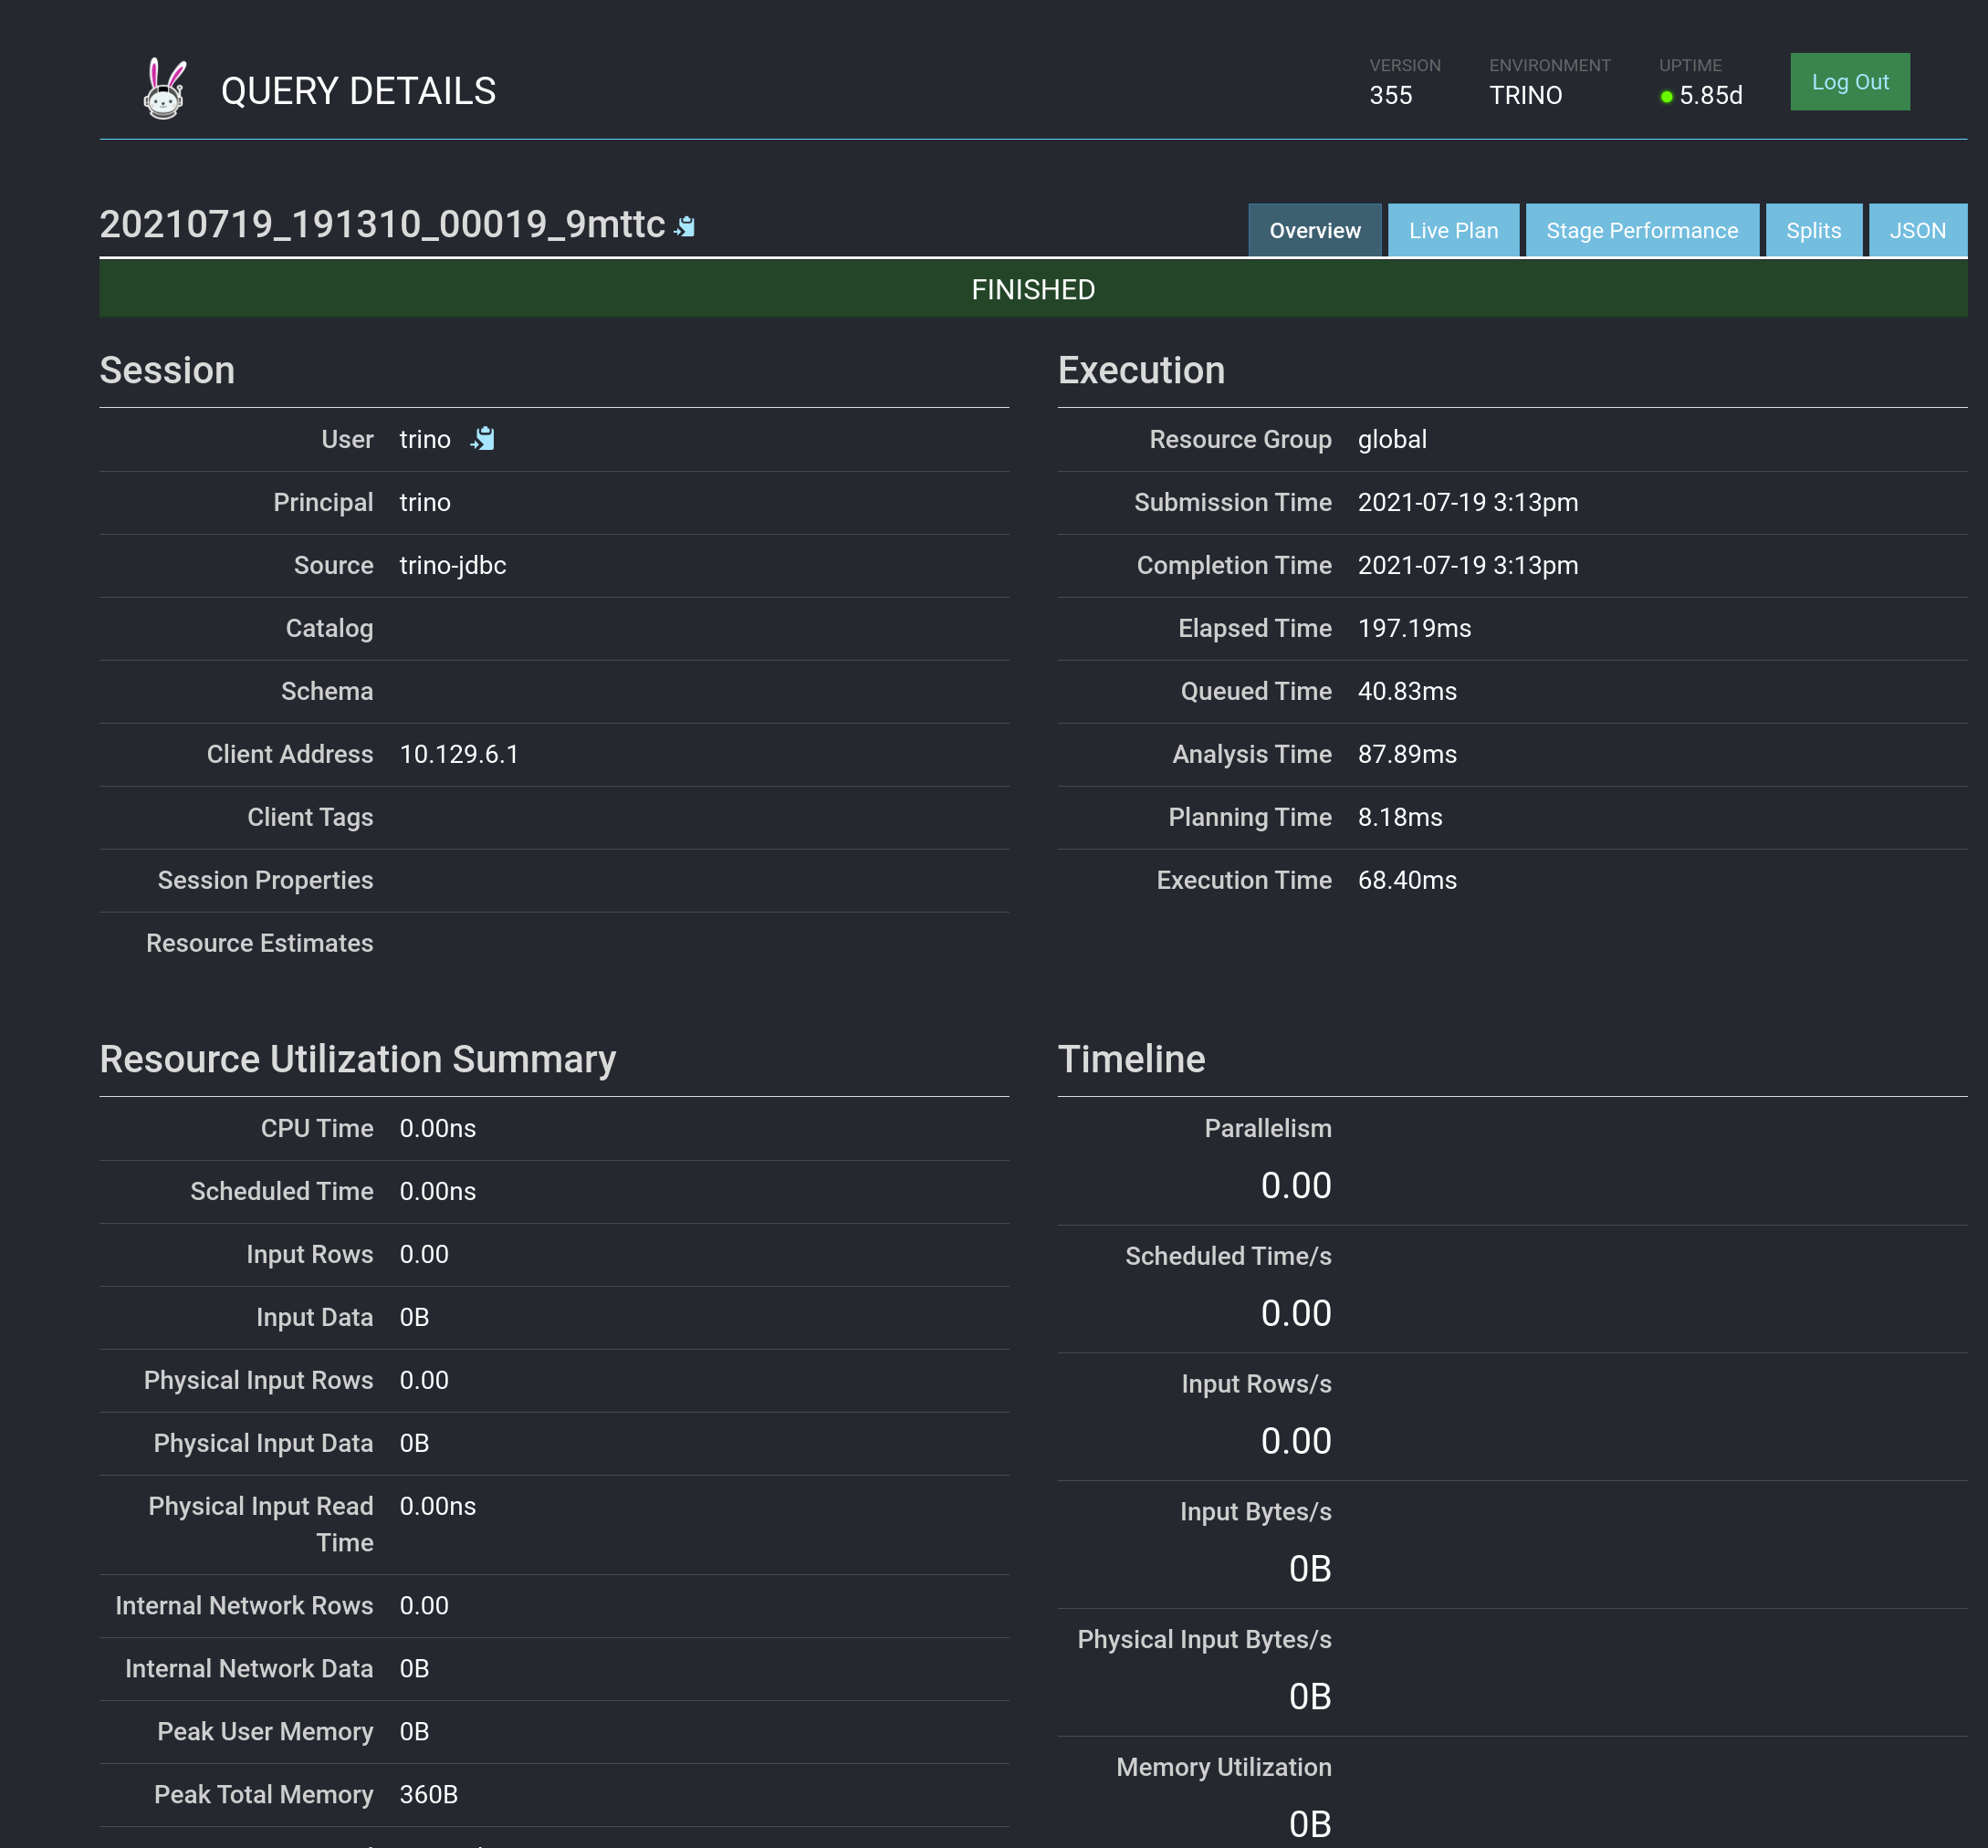 QUERY DETAILS
VERSION
355
ENVIRONMENT
TRINO
UPTIME
5.85d
Log Out
20210719_191310_00019_9mttc
Overview
Live Plan
Stage Performance
Splits
JSON
FINISHED
Session
User trino
Principal trino
Source trino-jdbc
Catalog
Schema
Client Address 10.129.6.1
Client Tags
Session Properties
Resource Estimates
Execution
Resource Group global
Submission Time 2021-07-19 3:13pm
Completion Time 2021-07-19 3:13pm
Elapsed Time 197.19ms
Queued Time 40.83ms
Analysis Time 87.89ms
Planning Time 8.18ms
Execution Time 68.40ms
Resource Utilization Summary
CPU Time 0.00ns
Scheduled Time 0.00ns
Input Rows 0.00
Input Data 0B
Physical Input Rows 0.00
Physical Input Data 0B
Physical Input Read 0.00ns
Time
Internal Network Rows 0.00
Internal Network Data 0B
Peak User Memory 0B
Peak Total Memory 360B
Timeline
Parallelism
0.00
Scheduled Time/s
0.00
Input Rows/s
0.00
Input Bytes/s
0B
Physical Input Bytes/s
0B
Memory Utilization
0B